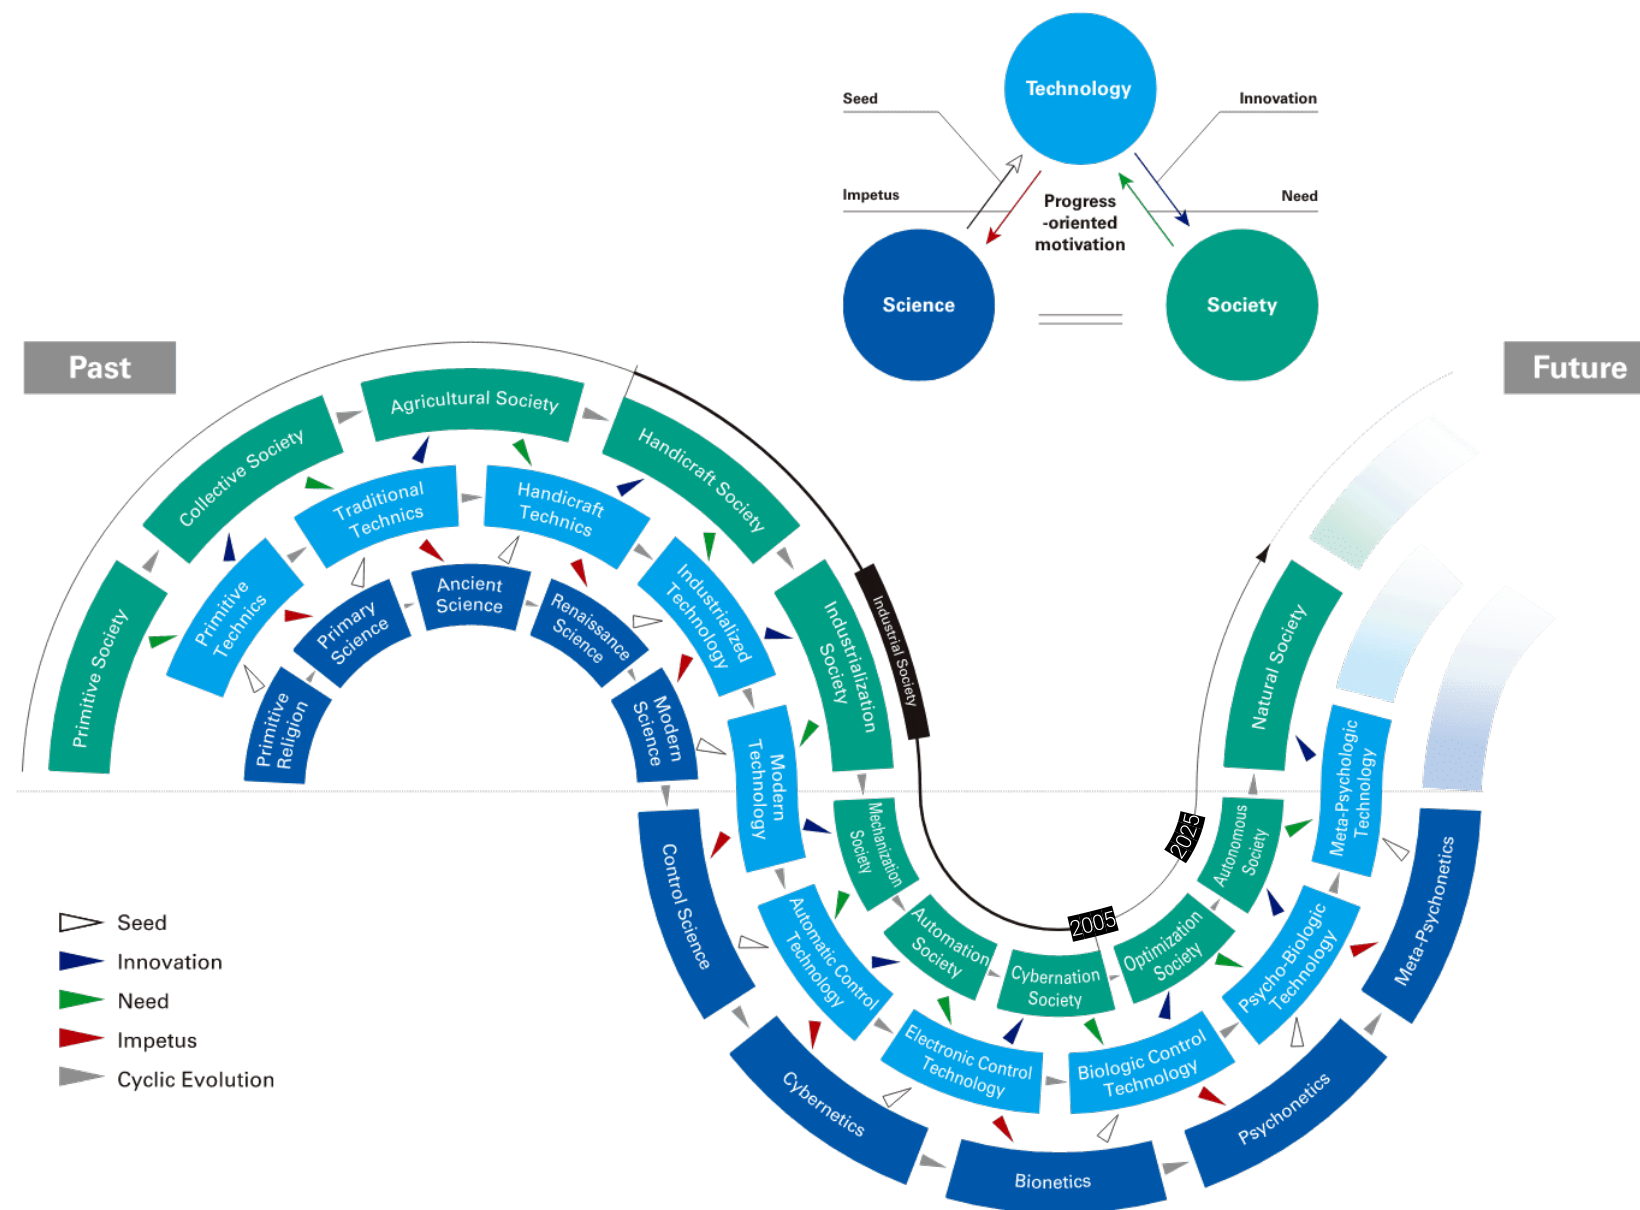 Technology
Seed
Innovation
Impetus
Need
Progress
-oriented
motivation
Science
Society
Past
Future
Primitive Society
Collective Society
Agricultural Society
Handicraft Society
Industrialization
Society
Mechanization
Society
Automation
Society
Cybernation
Society
Optimization
Society
Autonomous
Society
Natural Society
Primitive
Technics
Traditional
Technics
Handicraft
Technics
Industrialized
Technology
Modern
Technology
Automatic Control
Technology
Electronic Control
Technology
Biologic Control
Technology
Psycho-Biologic
Technology
Meta-Psychologic
Technology
Primitive
Religion
Primary
Science
Ancient
Science
Renaissance
Science
Modern
Science
Control Science
Cybernetics
Bionetics
Psychonetics
Meta-Psychonetics
Industrial Society
2005
2025
Seed
Innovation
Need
Impetus
Cyclic Evolution